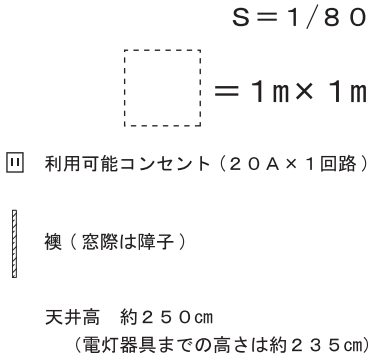 S＝１/８０
＝１ｍ×１ｍ
利用可能コンセント（２０Ａ×１回路）
襖（窓際は障子）
天井高　約２５０㎝
（電灯器具までの高さは約２３５㎝）